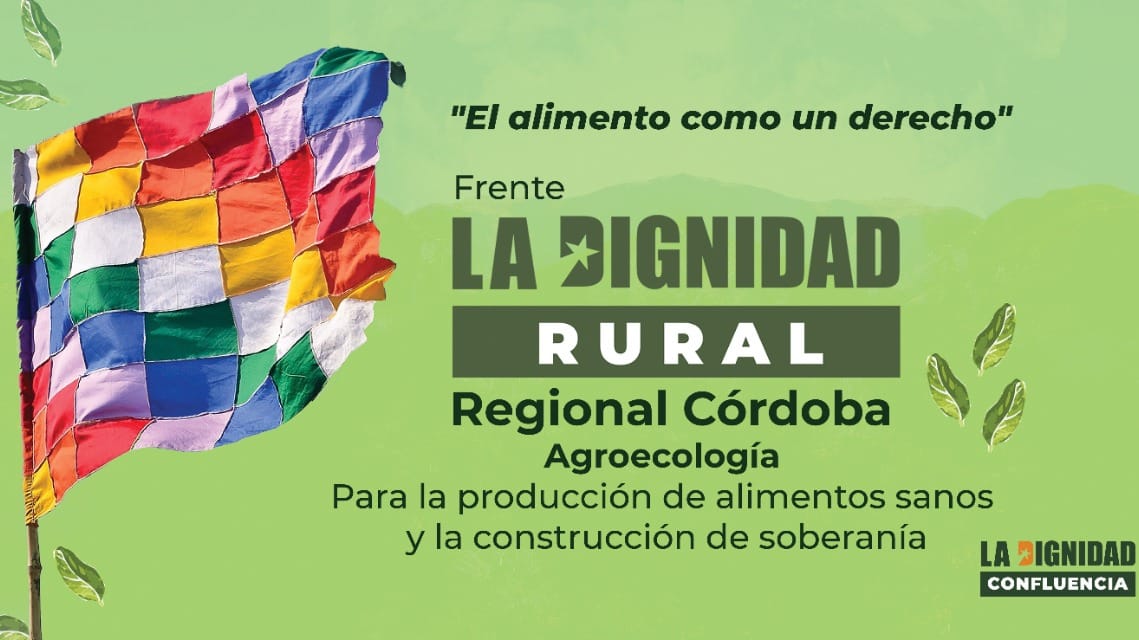 "El alimento como un derecho"
Frente
LA DIGNIDAD
RURAL
Regional Córdoba
Agroecología
Para la producción de alimentos sanos
y la construcción de soberanía
LA DIGNIDAD
CONFLUENCIA